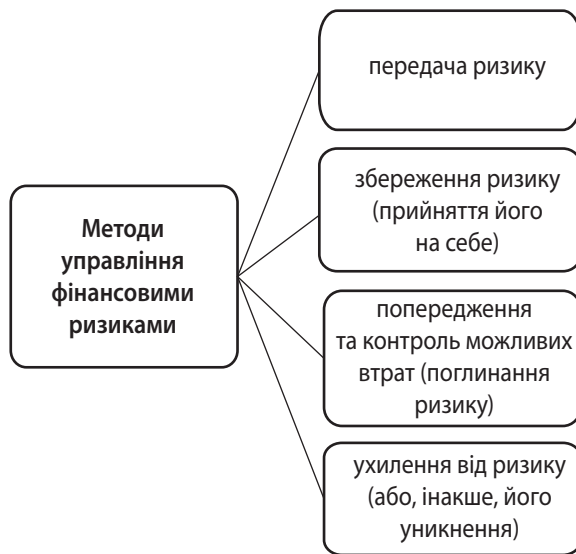 Методи
управління
фінансовими
ризиками
передача ризику
збереження ризику
(прийняття його
на себе)
попередження
та контроль можливих
втрат (поглинання
ризику)
ухилення від ризику
(або, інакше, його
уникнення)